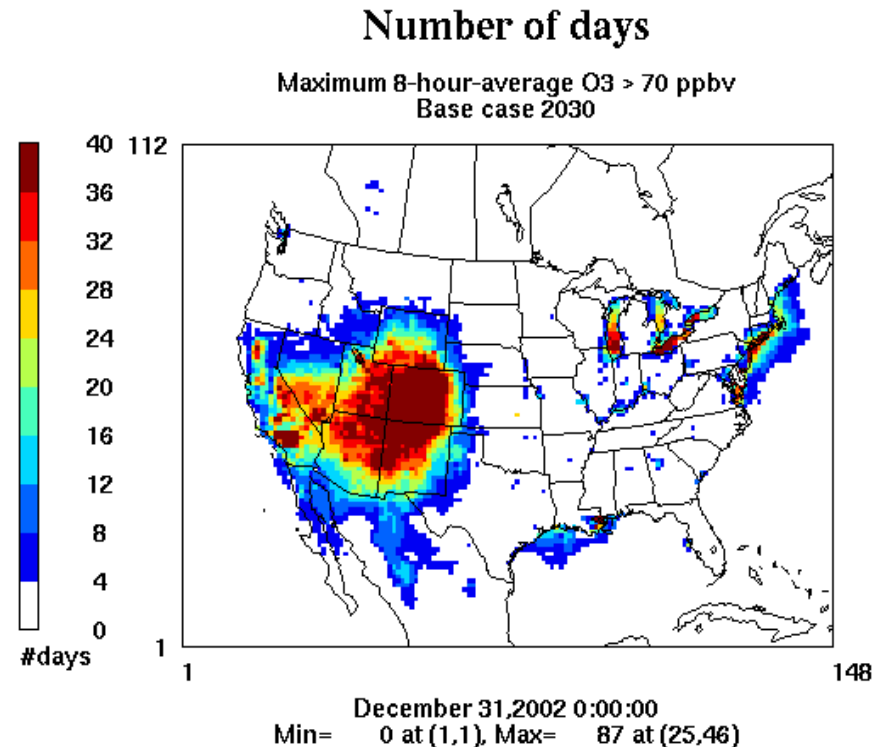 Number of days
Maximum 8-hour-average O3 > 70 ppbv
Base case 2030
40
36
32
28
24
20
16
12
8
4
0
#days
112
1
1
148
December 31,2002 0:00:00
Min= 0 at (1,1), Max= 87 at (25,46)